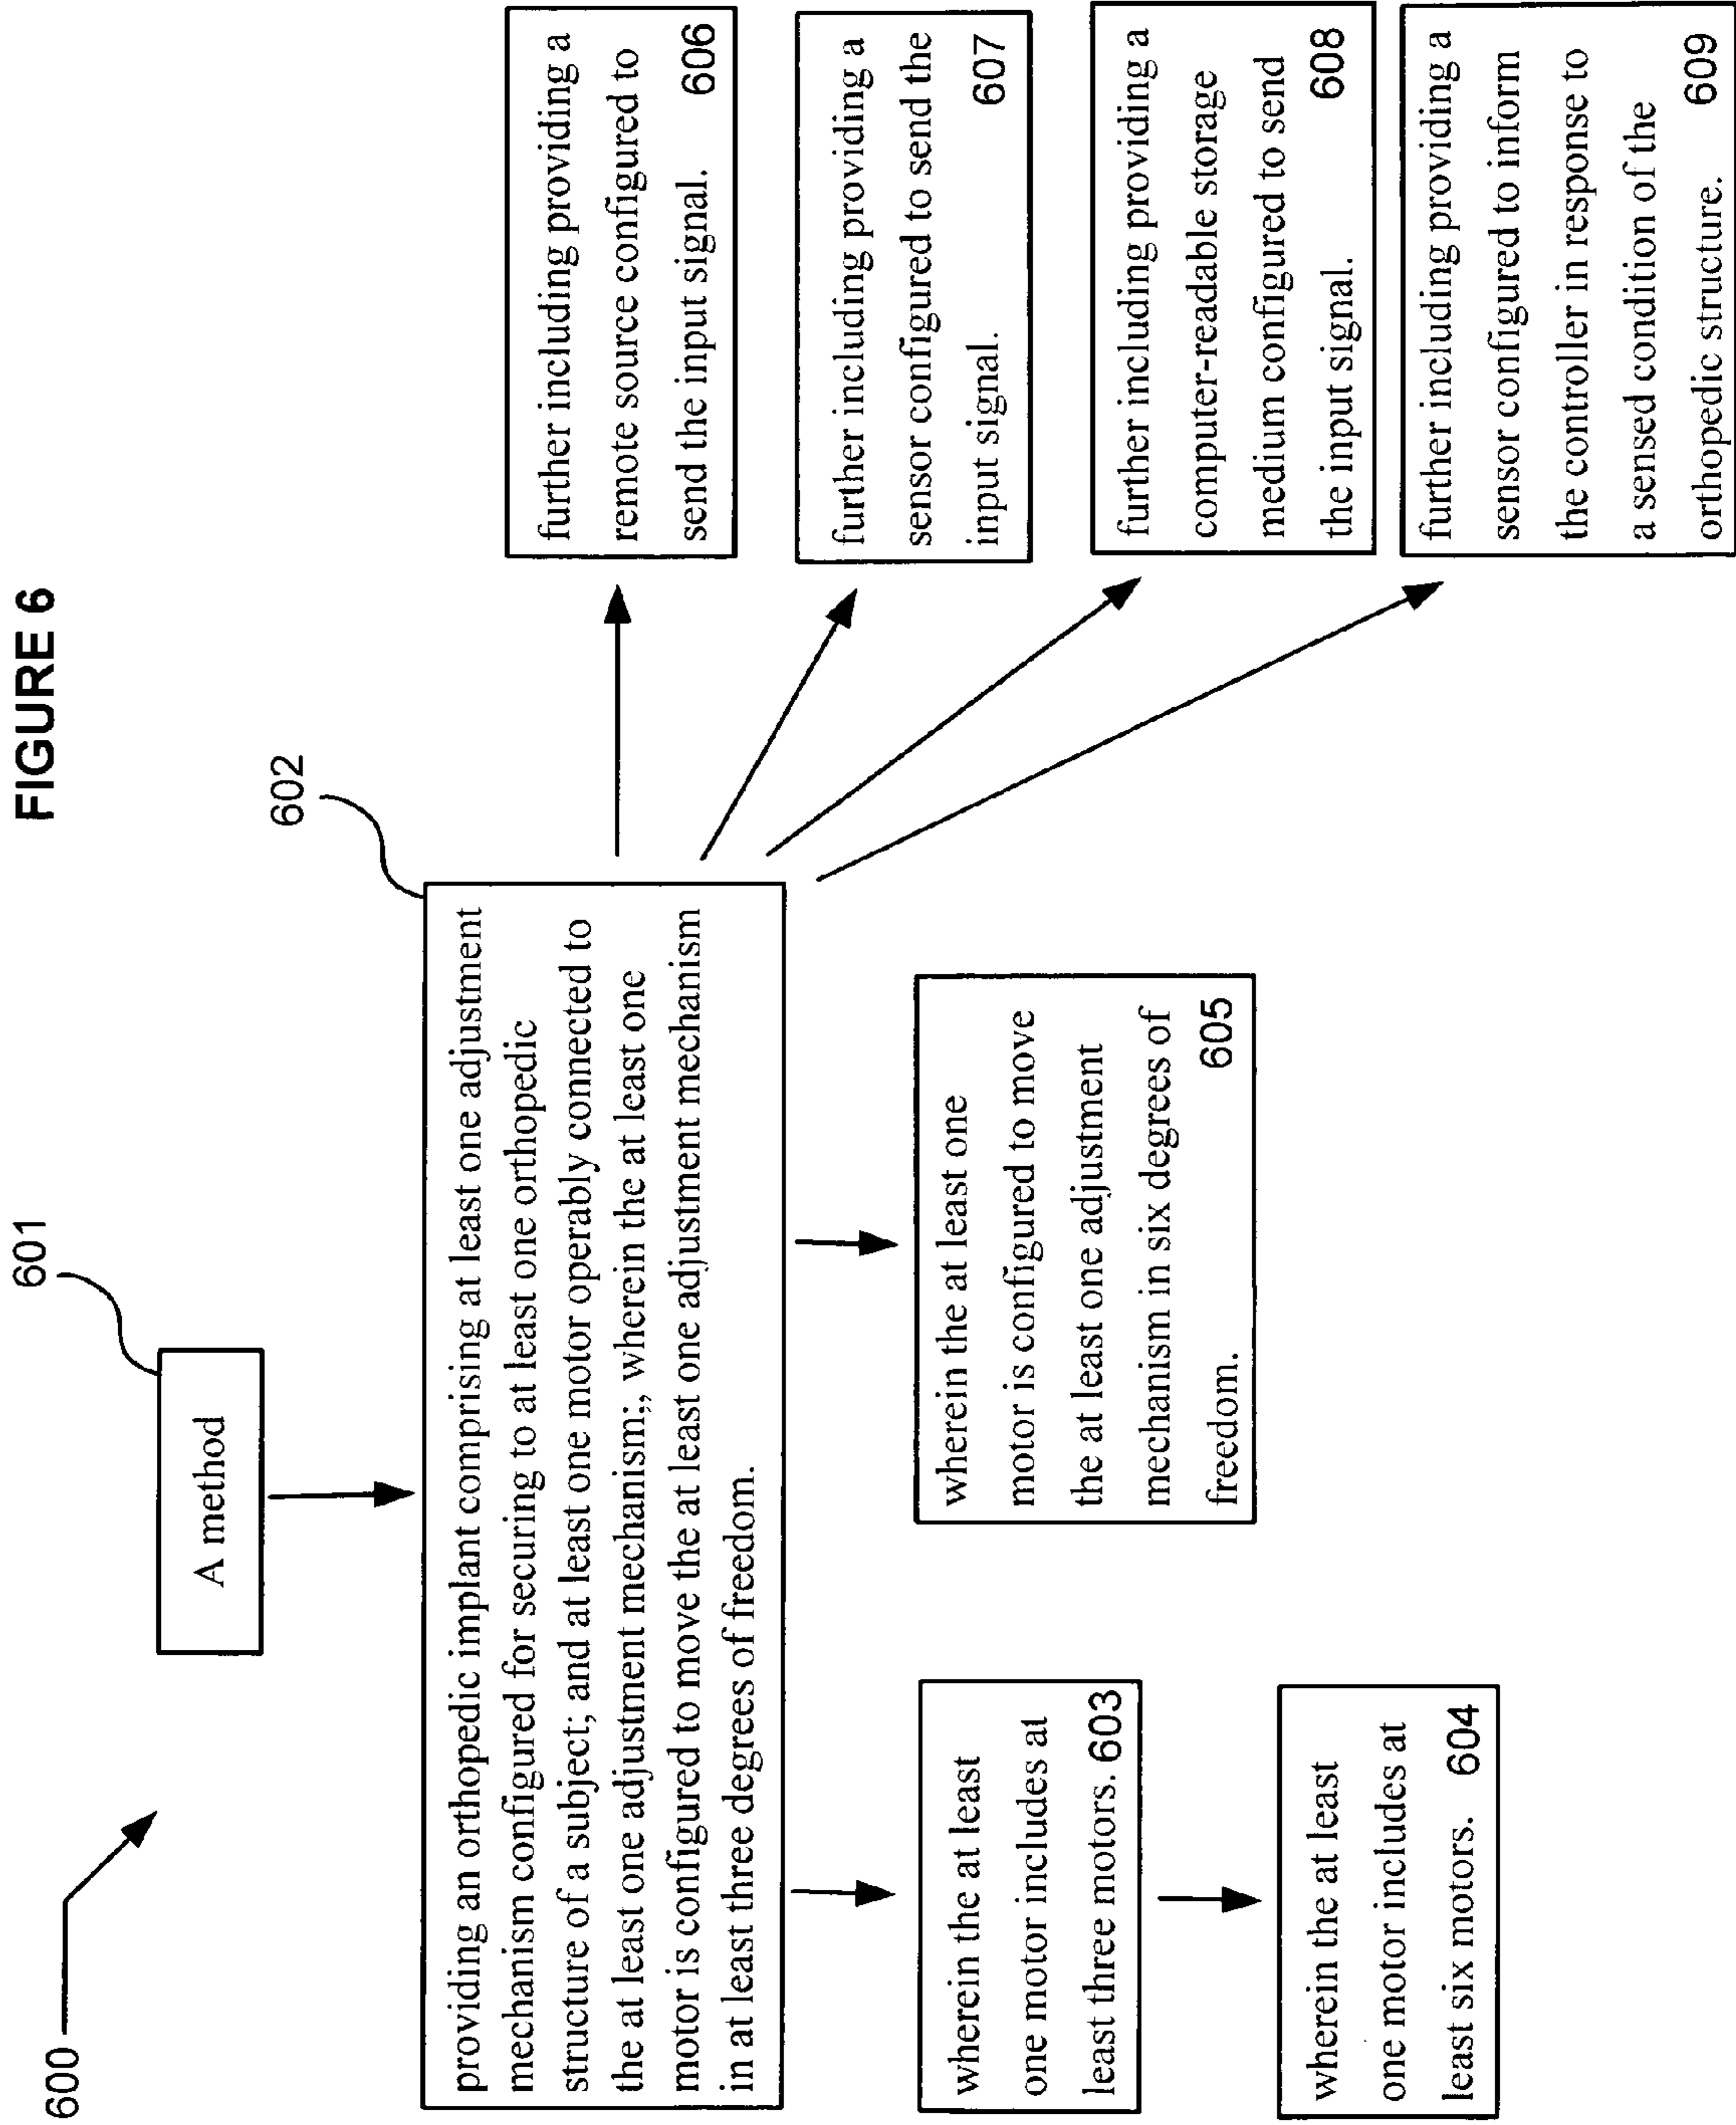 FIGURE 6
600
601
A method
602
providing an orthopedic implant comprising at least one adjustment
mechanism configured for securing to at least one orthopedic
structure of a subject; and at least one motor operably connected to
the at least one adjustment mechanism;, wherein the at least one
motor is configured to move the at least one adjustment mechanism
in at least three degrees of freedom.
wherein the at least
one motor includes at
least three motors. 603
wherein the at least
one motor includes at
least six motors. 604
wherein the at least one
motor is configured to move
the at least one adjustment
mechanism in six degrees of
freedom. 605
further including providing a
remote source configured to
send the input signal. 606
further including providing a
sensor configured to send the
input signal. 607
further including providing a
computer-readable storage
medium configured to send
the input signal. 608
further including providing a
sensor configured to inform
the controller in response to
a sensed condition of the
orthopedic structure. 609